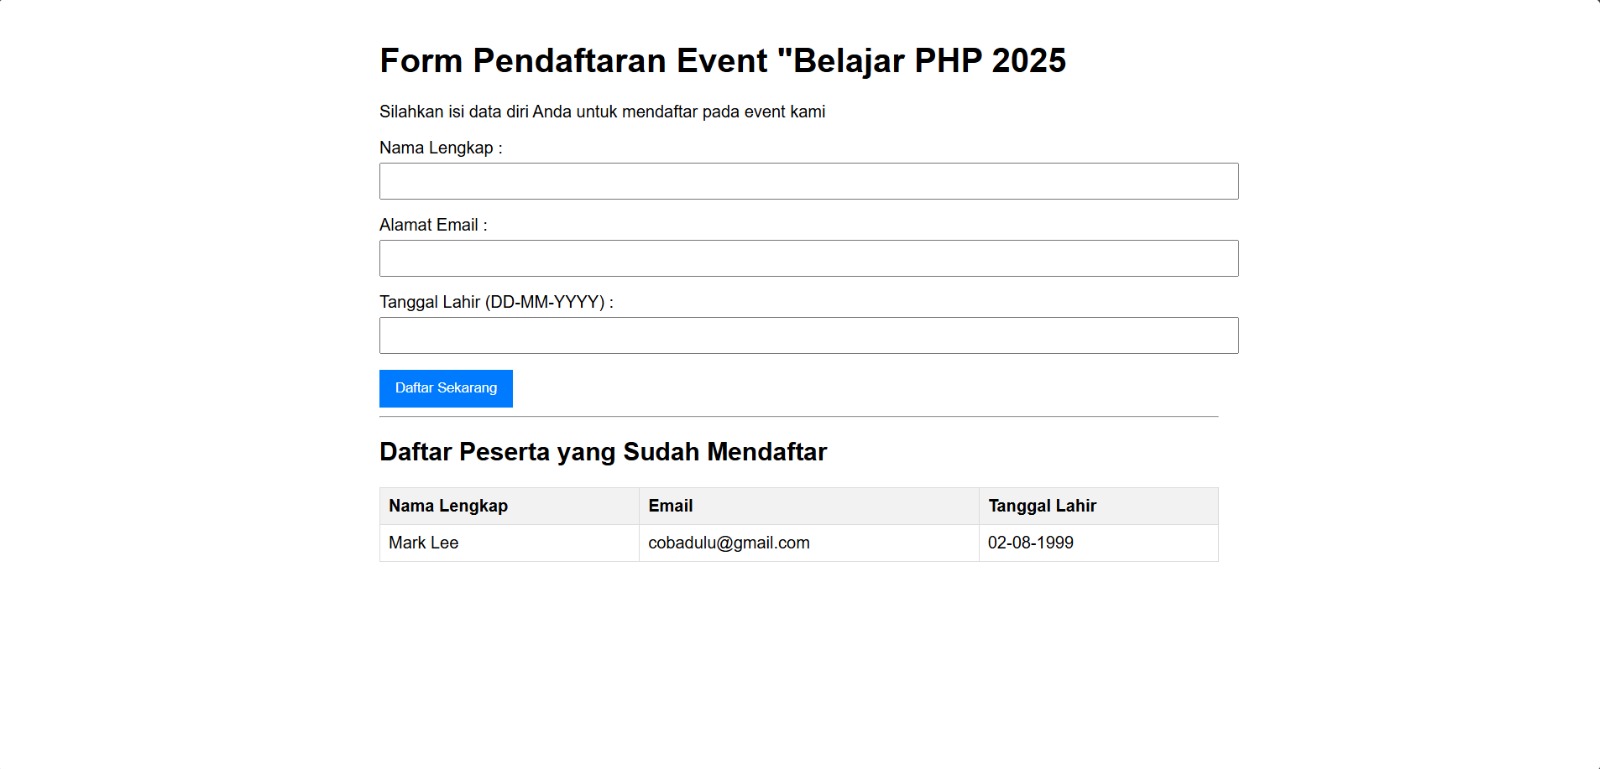 Form Pendaftaran Event "Belajar PHP 2025
Silahkan isi data diri Anda untuk mendaftar pada event kami
Nama Lengkap :
Alamat Email :
Tanggal Lahir (DD-MM-YYYY) :
Daftar Sekarang
Daftar Peserta yang Sudah Mendaftar
Nama Lengkap Email Tanggal Lahir
Mark Lee cobadulu@gmail.com 02-08-1999